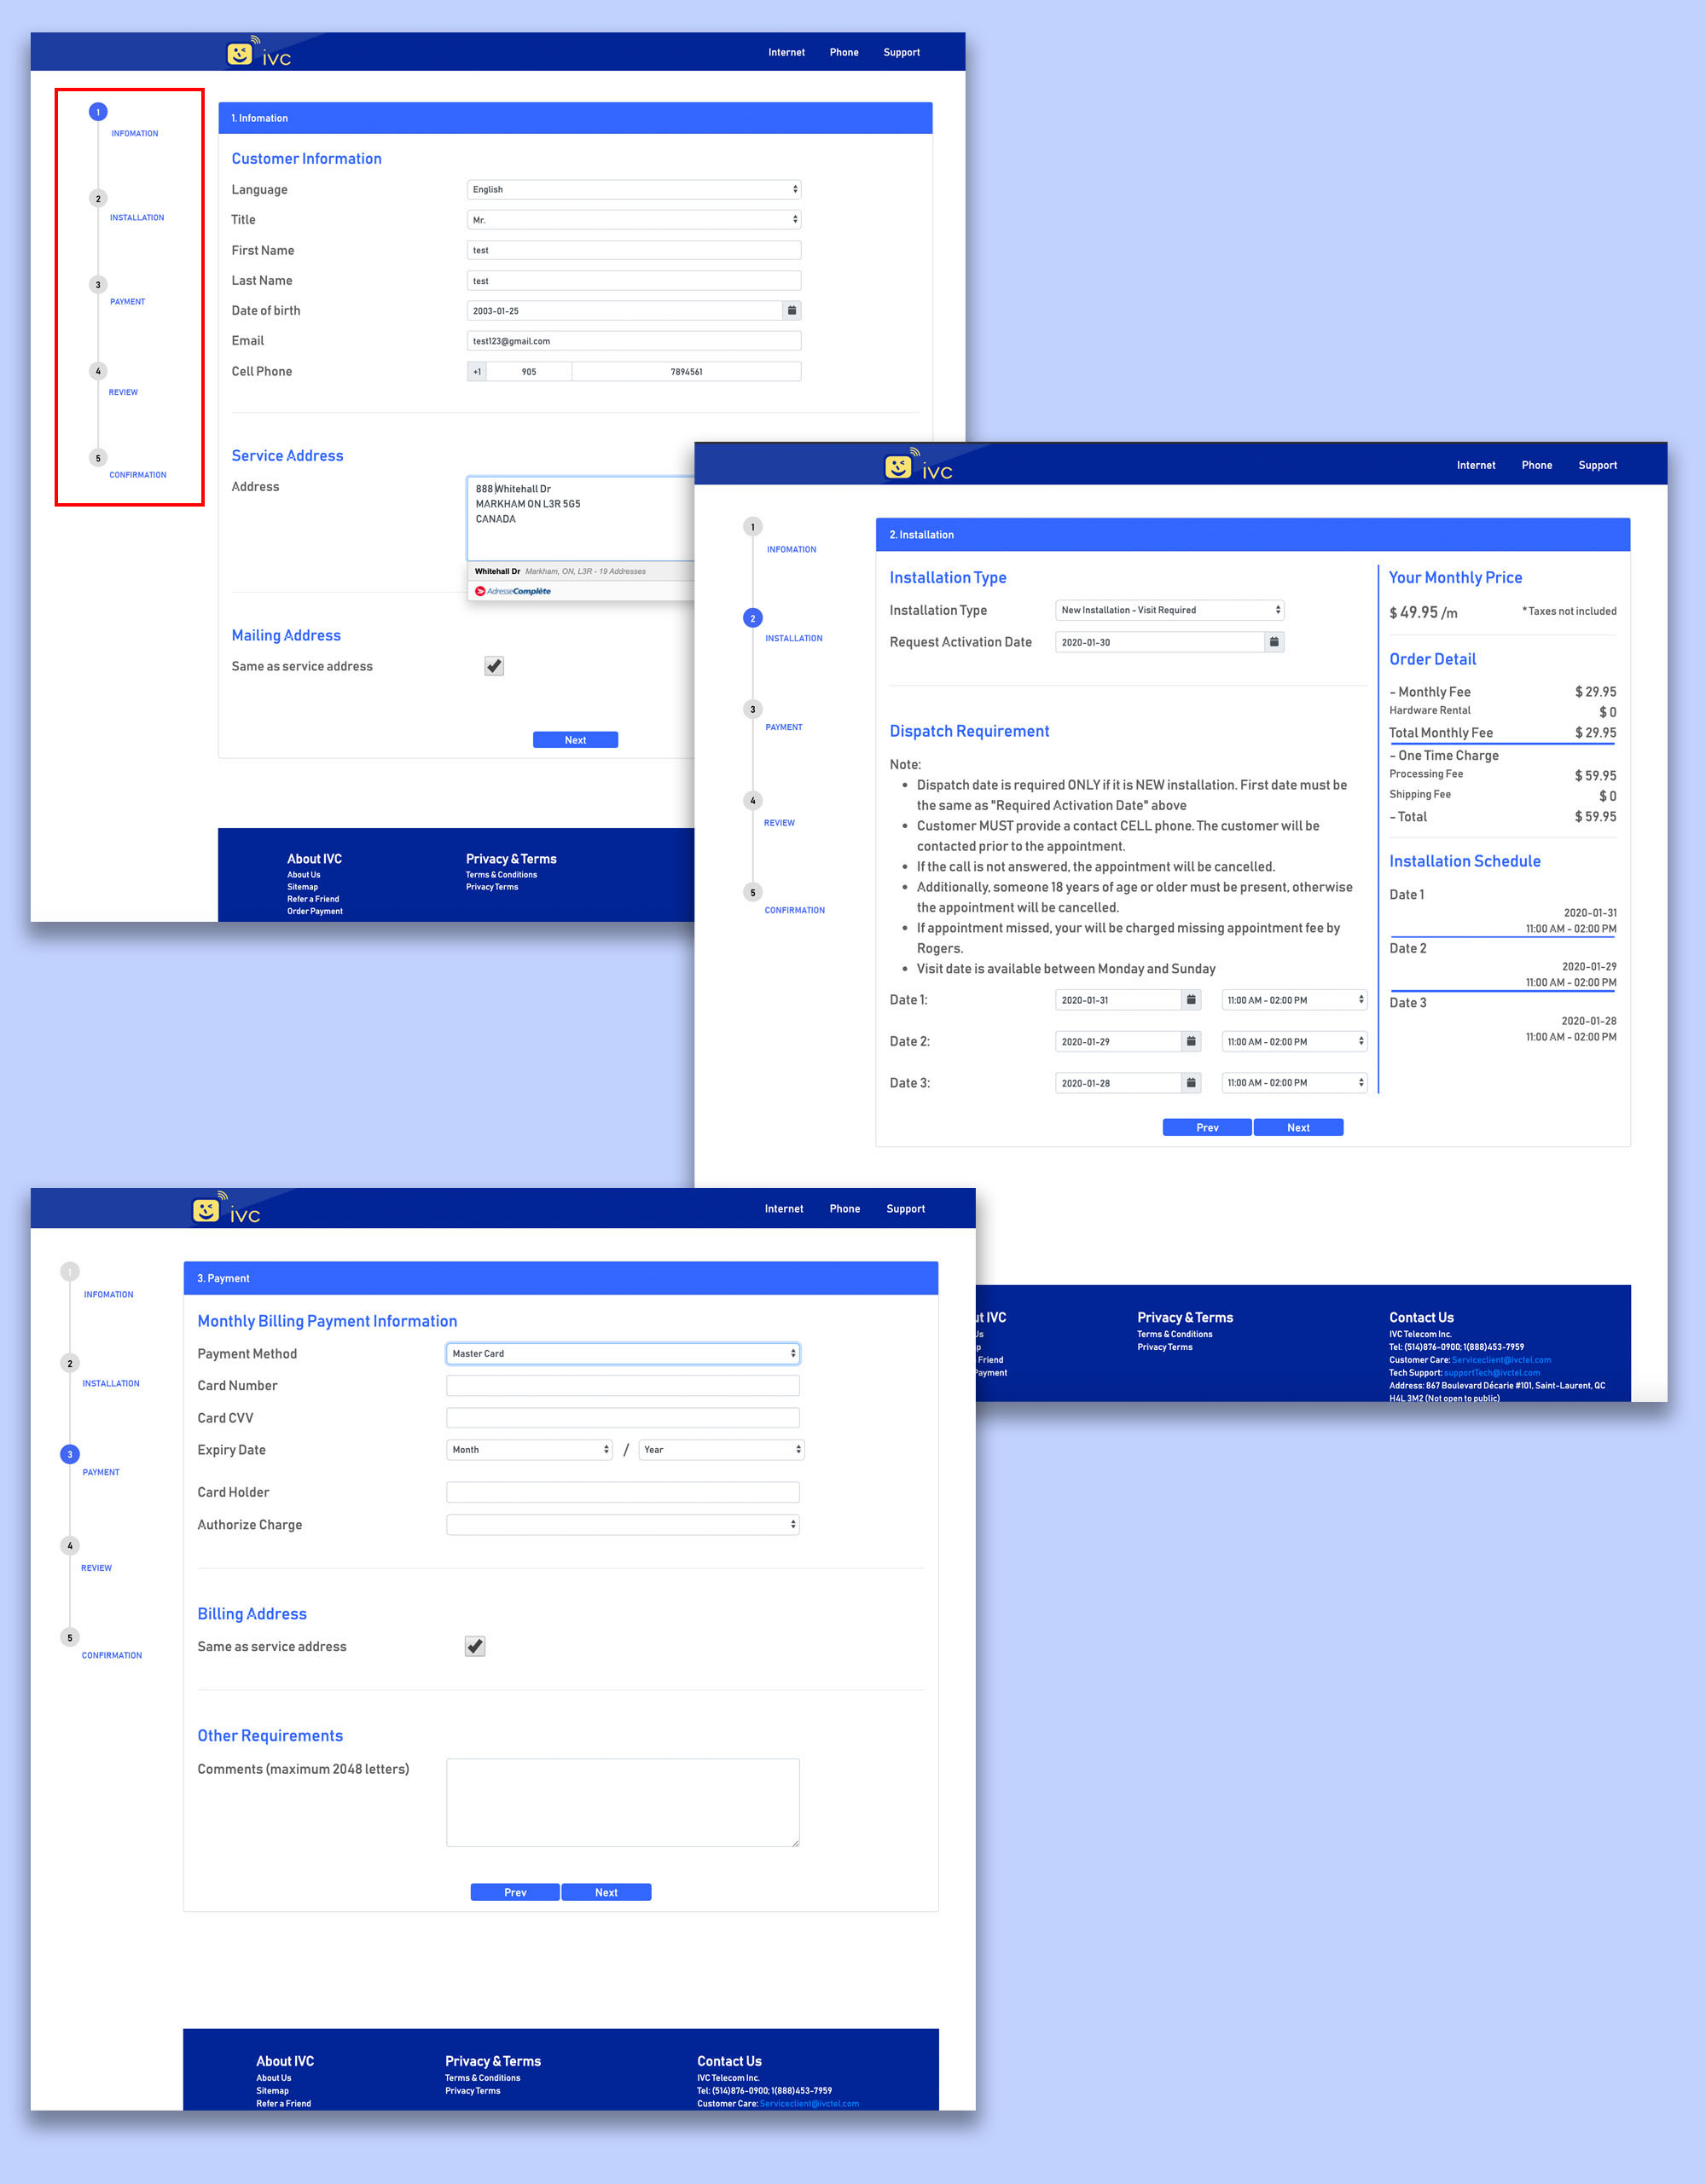 ivc
Internet Phone Support
1
INFOMATION
2
INSTALLATION
3
PAYMENT
4
REVIEW
5
CONFIRMATION
1. Infomation
Customer Information
Language English
Title Mr.
First Name test
Last Name test
Date of birth 2003-01-25
Email test123@gmail.com
Cell Phone +1 905 7894561
Service Address
Address 888 Whitehall Dr
MARKHAM ON L3R 5G5
CANADA
Whitehall Dr Markham, ON, L3R - 19 Addresses
AdresseComplète
Mailing Address
Same as service address
Next
About IVC
About Us
Sitemap
Refer a Friend
Order Payment
Privacy & Terms
Terms & Conditions
Privacy Terms
ivc
Internet Phone Support
1
INFOMATION
2
INSTALLATION
3
PAYMENT
4
REVIEW
5
CONFIRMATION
2. Installation
Installation Type
Installation Type New Installation - Visit Required
Request Activation Date 2020-01-30
Dispatch Requirement
Note:
• Dispatch date is required ONLY if it is NEW installation. First date must be
the same as "Required Activation Date" above
• Customer MUST provide a contact CELL phone. The customer will be
contacted prior to the appointment.
• If the call is not answered, the appointment will be cancelled.
• Additionally, someone 18 years of age or older must be present, otherwise
the appointment will be cancelled.
• If appointment missed, your will be charged missing appointment fee by
Rogers.
• Visit date is available between Monday and Sunday
Date 1: 2020-01-31 11:00 AM - 02:00 PM
Date 2: 2020-01-29 11:00 AM - 02:00 PM
Date 3: 2020-01-28 11:00 AM - 02:00 PM
Prev Next
Your Monthly Price
$ 49.95 /m * Taxes not included
Order Detail
- Monthly Fee $ 29.95
Hardware Rental $ 0
Total Monthly Fee $ 29.95
- One Time Charge
Processing Fee $ 59.95
Shipping Fee $ 0
- Total $ 59.95
Installation Schedule
Date 1
2020-01-31
11:00 AM - 02:00 PM
Date 2
2020-01-29
11:00 AM - 02:00 PM
Date 3
2020-01-28
11:00 AM - 02:00 PM
ut IVC
Us
p
Friend
Payment
Privacy & Terms
Terms & Conditions
Privacy Terms
Contact Us
IVC Telecom Inc.
Tel: (514)876-0900; 1(888)453-7959
Customer Care: Serviceclient@ivctel.com
Tech Support: supportTech@ivctel.com
Address: 867 Boulevard Décarie #101, Saint-Laurent, QC
H4L 3M2 (Not open to public)
ivc
Internet Phone Support
1
INFOMATION
2
INSTALLATION
3
PAYMENT
4
REVIEW
5
CONFIRMATION
3. Payment
Monthly Billing Payment Information
Payment Method Master Card
Card Number
Card CVV
Expiry Date Month / Year
Card Holder
Authorize Charge
Billing Address
Same as service address
Other Requirements
Comments (maximum 2048 letters)
Prev Next
About IVC
About Us
Sitemap
Refer a Friend
Privacy & Terms
Terms & Conditions
Privacy Terms
Contact Us
IVC Telecom Inc.
Tel: (514)876-0900; 1(888)453-7959
Customer Care: Serviceclient@ivctel.com